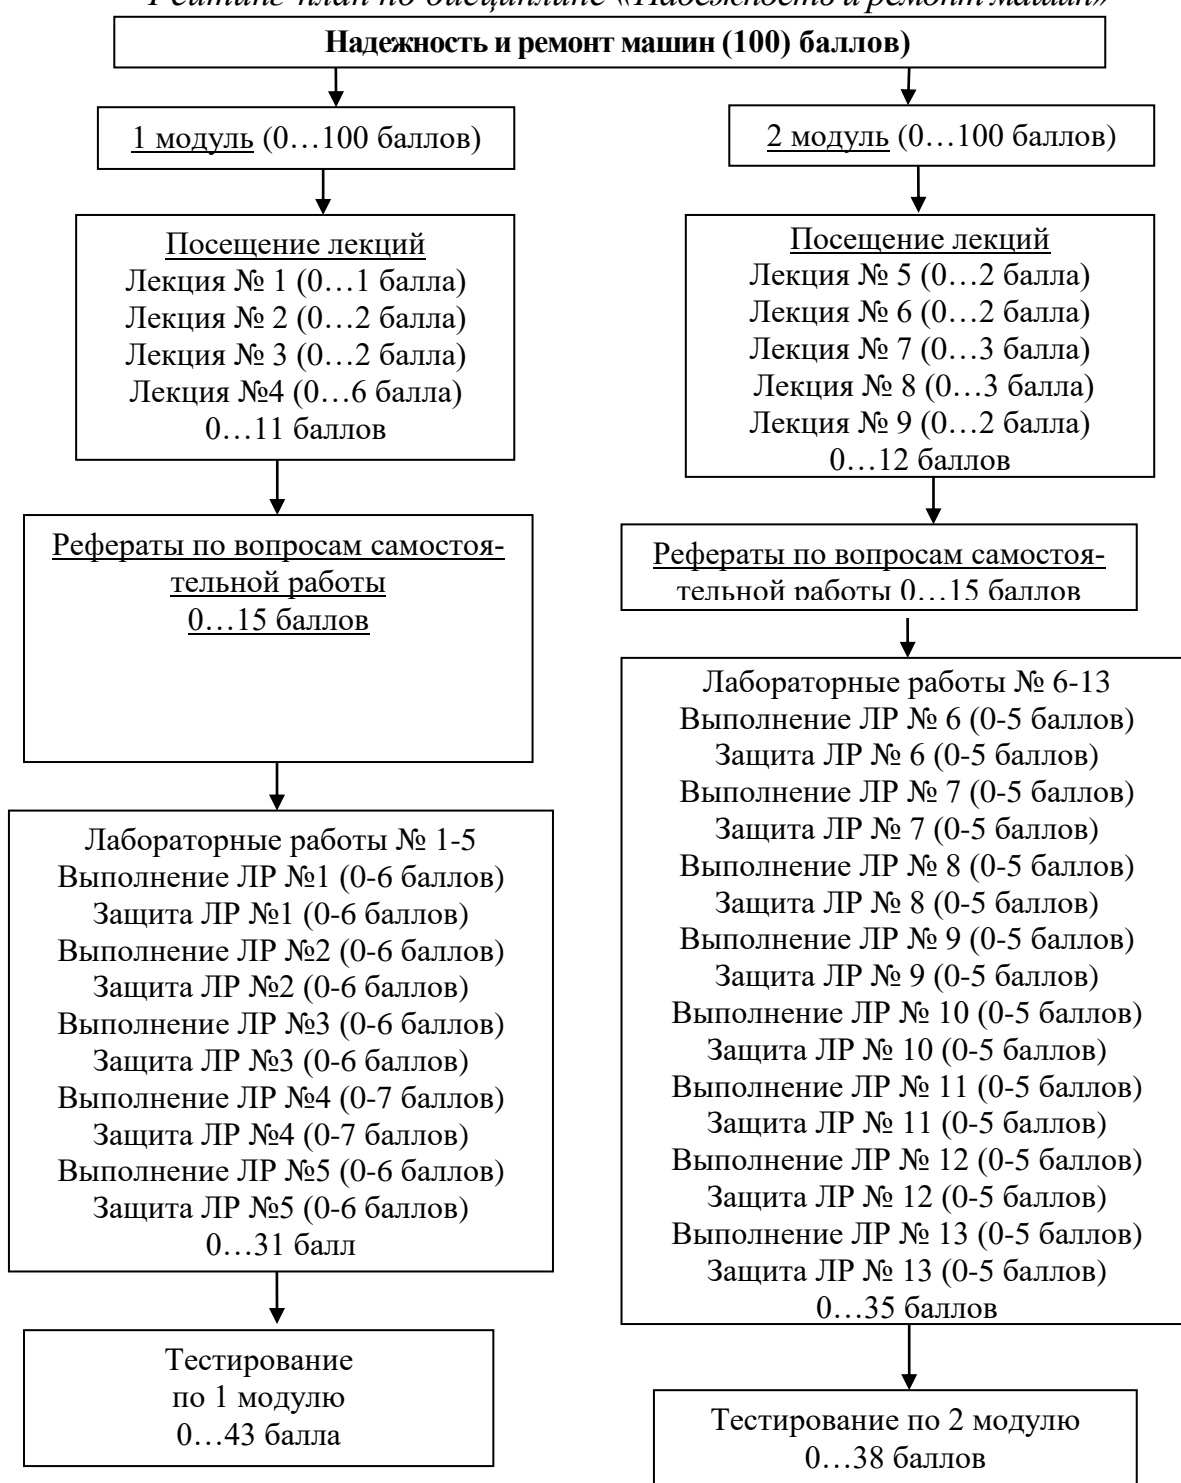 Рейтинг-план по дисциплине «Надежность и ремонт машин»
Надежность и ремонт машин (100) баллов)
1 модуль (0…100 баллов)
Посещение лекций
Лекция № 1 (0…1 балла)
Лекция № 2 (0…2 балла)
Лекция № 3 (0…2 балла)
Лекция №4 (0…6 балла)
0…11 баллов
Рефераты по вопросам самостоя-
тельной работы
0…15 баллов
Лабораторные работы № 1-5
Выполнение ЛР №1 (0-6 баллов)
Защита ЛР №1 (0-6 баллов)
Выполнение ЛР №2 (0-6 баллов)
Защита ЛР №2 (0-6 баллов)
Выполнение ЛР №3 (0-6 баллов)
Защита ЛР №3 (0-6 баллов)
Выполнение ЛР №4 (0-7 баллов)
Защита ЛР №4 (0-7 баллов)
Выполнение ЛР №5 (0-6 баллов)
Защита ЛР №5 (0-6 баллов)
0…31 балл
Тестирование
по 1 модулю
0…43 балла
2 модуль (0…100 баллов)
Посещение лекций
Лекция № 5 (0…2 балла)
Лекция № 6 (0…2 балла)
Лекция № 7 (0…3 балла)
Лекция № 8 (0…3 балла)
Лекция № 9 (0…2 балла)
0…12 баллов
Рефераты по вопросам самостоя-
тельной работы 0…15 баллов
Лабораторные работы № 6-13
Выполнение ЛР № 6 (0-5 баллов)
Защита ЛР № 6 (0-5 баллов)
Выполнение ЛР № 7 (0-5 баллов)
Защита ЛР № 7 (0-5 баллов)
Выполнение ЛР № 8 (0-5 баллов)
Защита ЛР № 8 (0-5 баллов)
Выполнение ЛР № 9 (0-5 баллов)
Защита ЛР № 9 (0-5 баллов)
Выполнение ЛР № 10 (0-5 баллов)
Защита ЛР № 10 (0-5 баллов)
Выполнение ЛР № 11 (0-5 баллов)
Защита ЛР № 11 (0-5 баллов)
Выполнение ЛР № 12 (0-5 баллов)
Защита ЛР № 12 (0-5 баллов)
Выполнение ЛР № 13 (0-5 баллов)
Защита ЛР № 13 (0-5 баллов)
0…35 баллов
Тестирование по 2 модулю
0…38 баллов